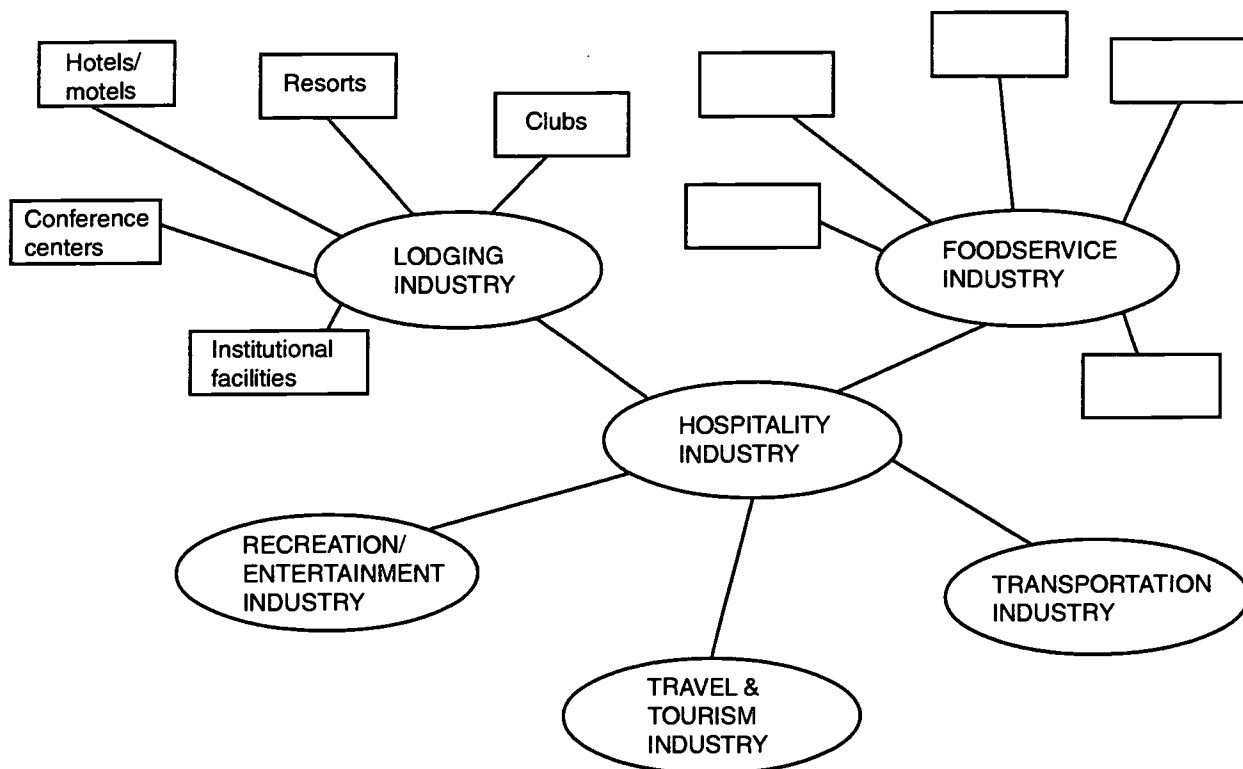 Hotels/
motels
Resorts
Clubs
Conference
centers
LODGING
INDUSTRY
FOODSERVICE
INDUSTRY
Institutional
facilities
HOSPITALITY
INDUSTRY
RECREATION/
ENTERTAINMENT
INDUSTRY
TRANSPORTATION
INDUSTRY
TRAVEL &
TOURISM
INDUSTRY